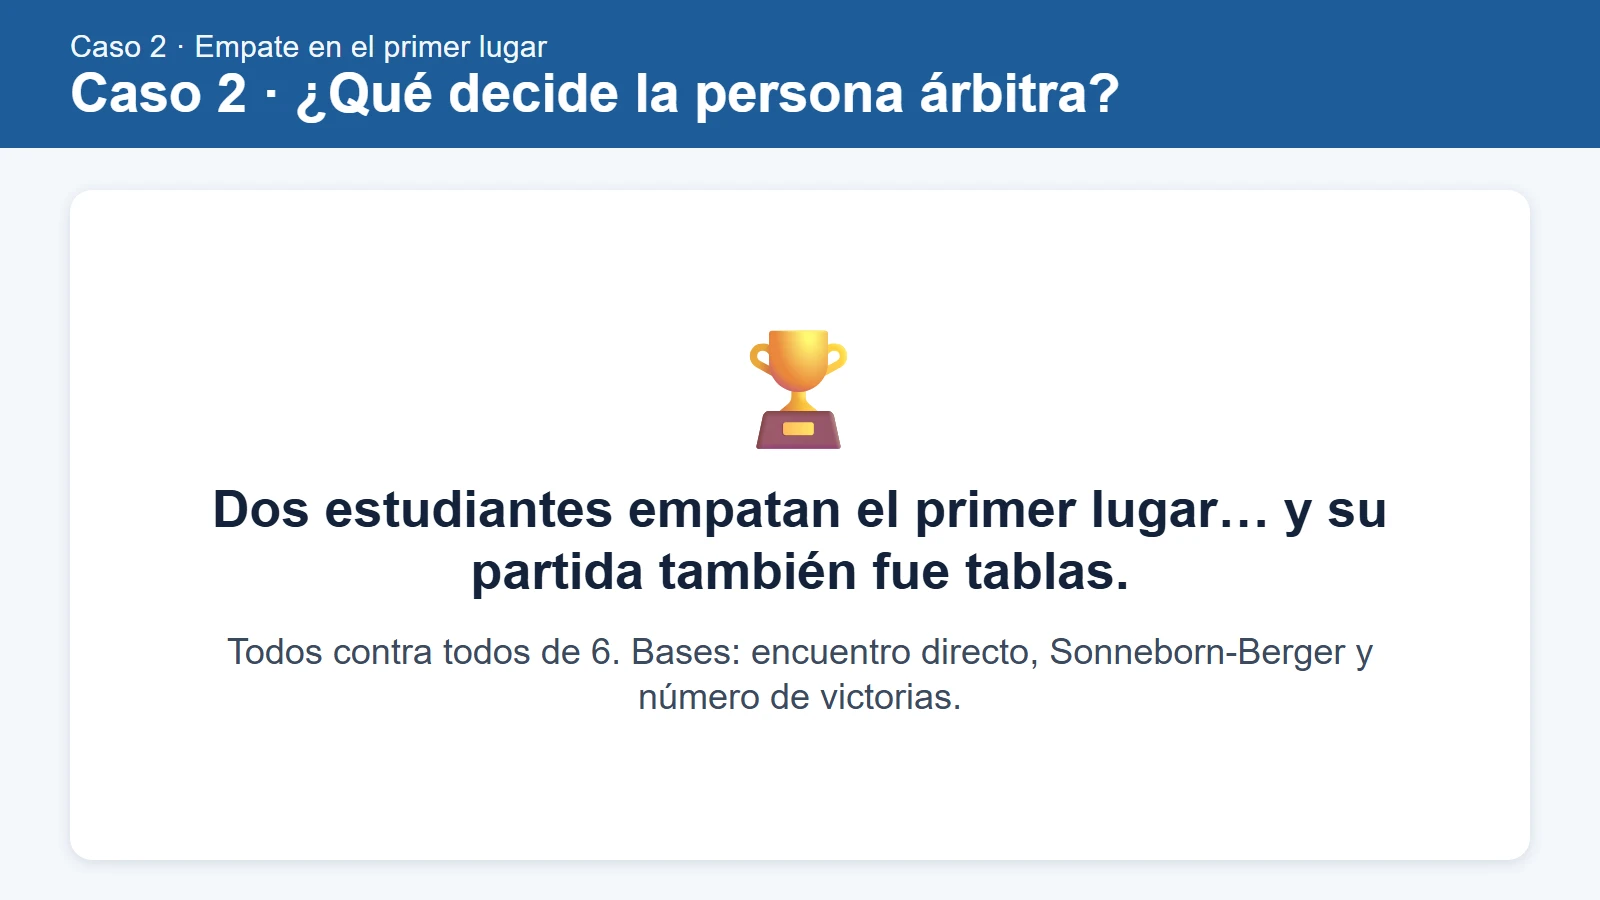 Caso 2 · Empate en el primer lugar
Caso 2 · ¿Qué decide la persona árbitra?
Dos estudiantes empatan el primer lugar… y su
partida también fue tablas.
Todos contra todos de 6. Bases: encuentro directo, Sonneborn-Berger y
número de victorias.